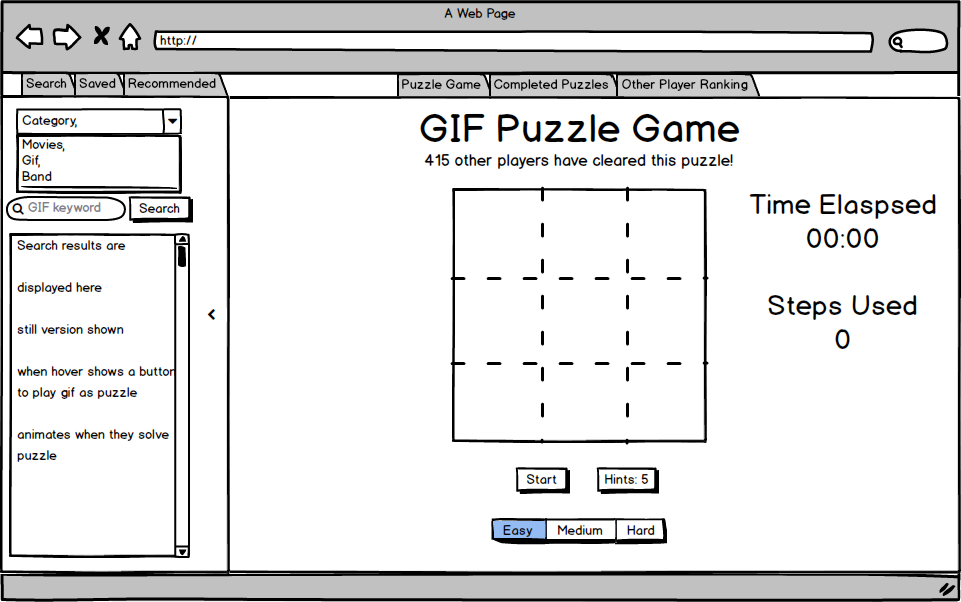 A Web Page
http://
Search Saved Recommended
Puzzle Game Completed Puzzles Other Player Ranking
Category,
Movies,
Gif,
Band
GIF keyword Search
Search results are
displayed here
still version shown
when hover shows a button
to play gif as puzzle
animates when they solve
puzzle
<
GIF Puzzle Game
415 other players have cleared this puzzle!
Time Elaspsed
00:00
Steps Used
0
Start Hints: 5
Easy Medium Hard